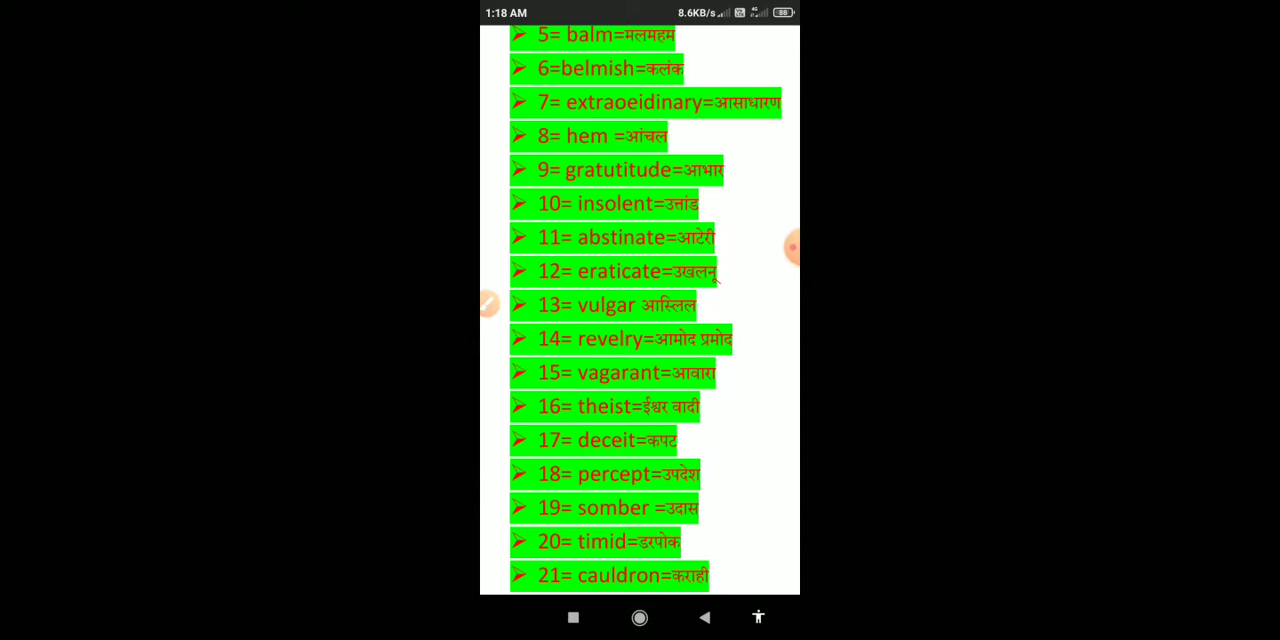 1:18 AM 8.6KB/s 4G 88
5= balm=मलमहम
6=belmish=कलंक
7= extraoeidinary=आसाधारण
8= hem =आंचल
9= gratutitude=आभार
10= insolent=उत्तांड
11= abstinate=आटेरी
12= eraticate=उखलनू
13= vulgar आस्लिल
14= revelry=आमोद प्रमोद
15= vagarant=आवारा
16= theist=ईश्वर वादी
17= deceit=कपट
18= percept=उपदेश
19= somber =उदास
20= timid=डरपोक
21= cauldron=कराही